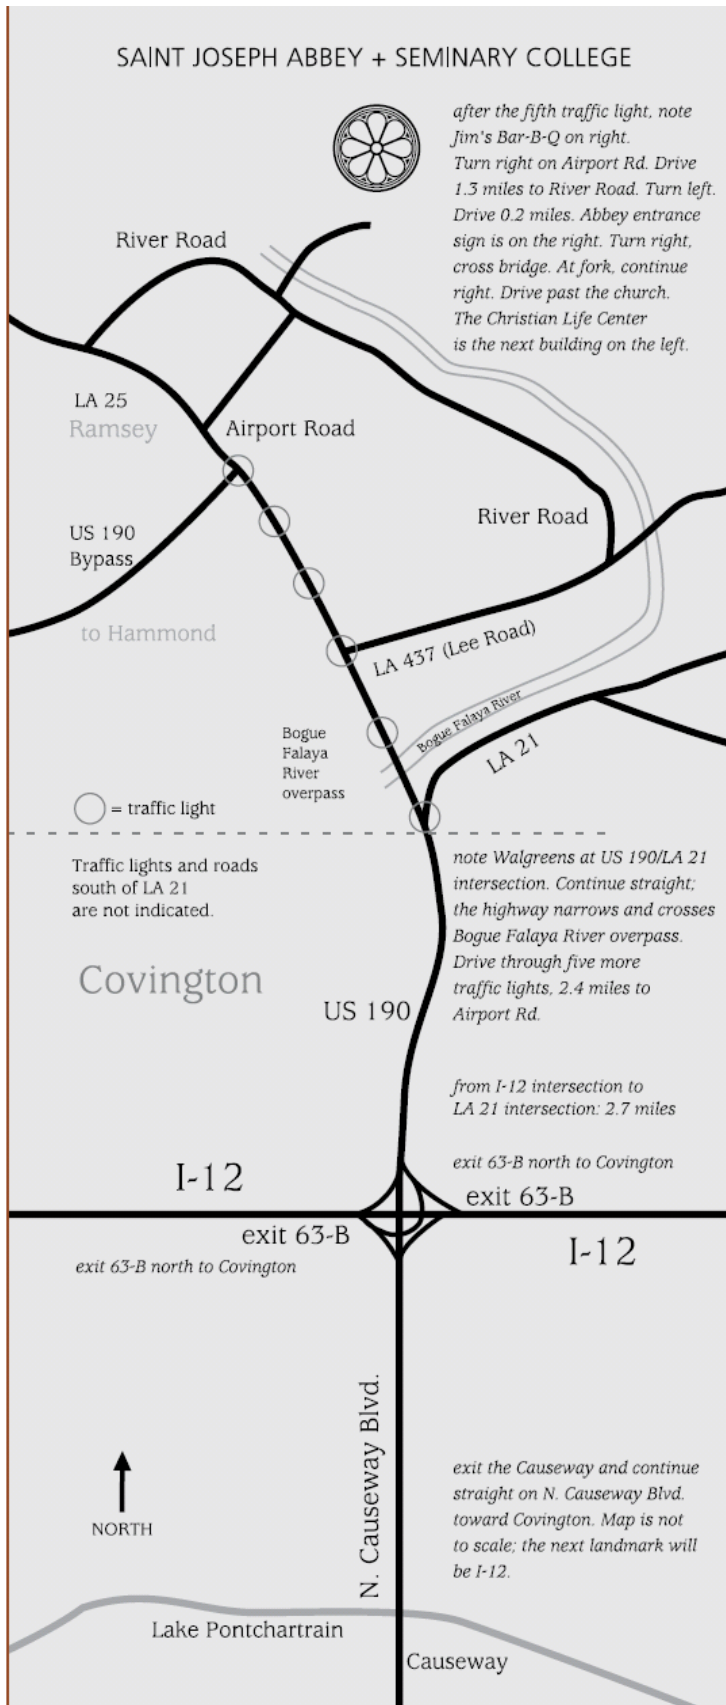 SAINT JOSEPH ABBEY + SEMINARY COLLEGE
after the fifth traffic light, note
Jim's Bar-B-Q on right.
Turn right on Airport Rd. Drive
1.3 miles to River Road. Turn left.
Drive 0.2 miles. Abbey entrance
sign is on the right. Turn right,
cross bridge. At fork, continue
right. Drive past the church.
The Christian Life Center
is the next building on the left.
River Road
LA 25
Ramsey
Airport Road
US 190
Bypass
River Road
to Hammond
LA 437 (Lee Road)
Bogue Falaya River
LA 21
Bogue
Falaya
River
overpass
= traffic light
Traffic lights and roads
south of LA 21
are not indicated.
note Walgreens at US 190/LA 21
intersection. Continue straight;
the highway narrows and crosses
Bogue Falaya River overpass.
Drive through five more
traffic lights, 2.4 miles to
Airport Rd.
Covington
US 190
from I-12 intersection to
LA 21 intersection: 2.7 miles
exit 63-B north to Covington
I-12
exit 63-B
exit 63-B
I-12
exit 63-B north to Covington
N. Causeway Blvd.
exit the Causeway and continue
straight on N. Causeway Blvd.
toward Covington. Map is not
to scale; the next landmark will
be I-12.
NORTH
Lake Pontchartrain
Causeway